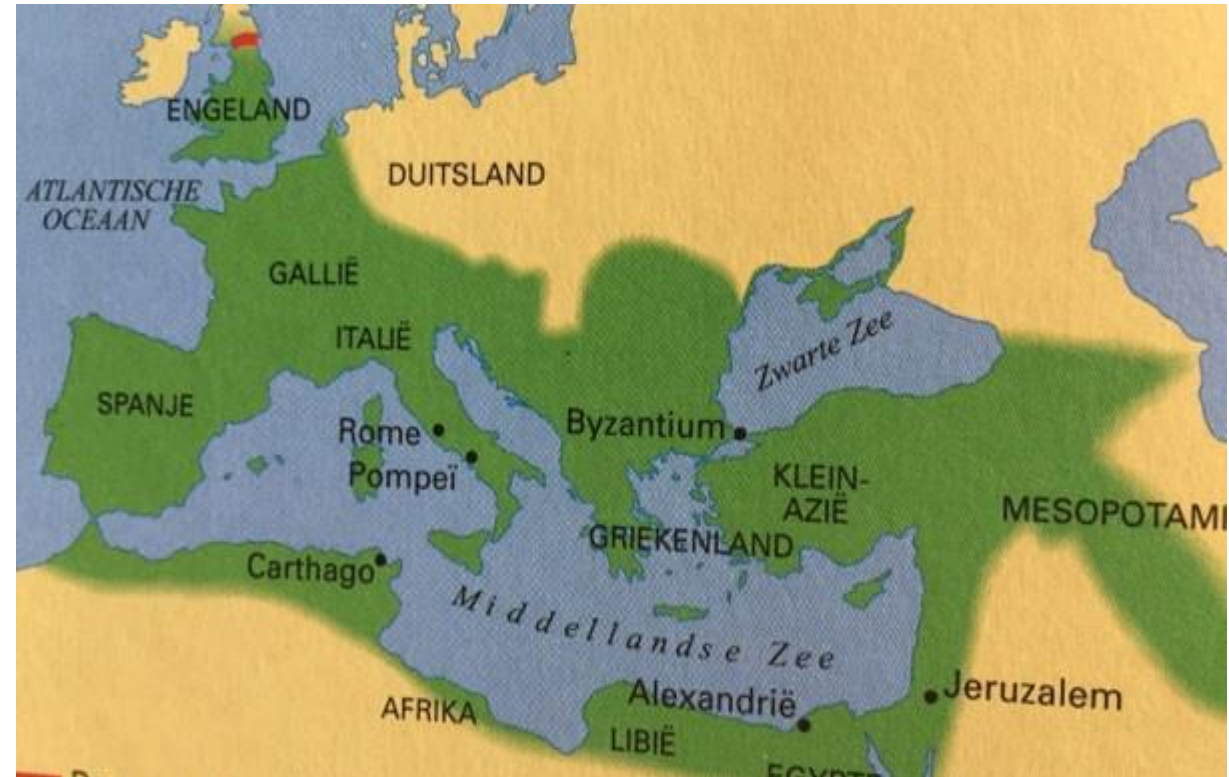 ENGELAND
DUITSLAND
ATLANTISCHE
OCEAAN
GALLIË
ITALIË
Zwarte Zee
SPANJE
Rome
Byzantium
Pompeï
KLEIN-
AZIË
MESOPOTAMI
GRIEKENLAND
Carthago
Middellandse Zee
Jeruzalem
Alexandrië
AFRIKA
LIBIË